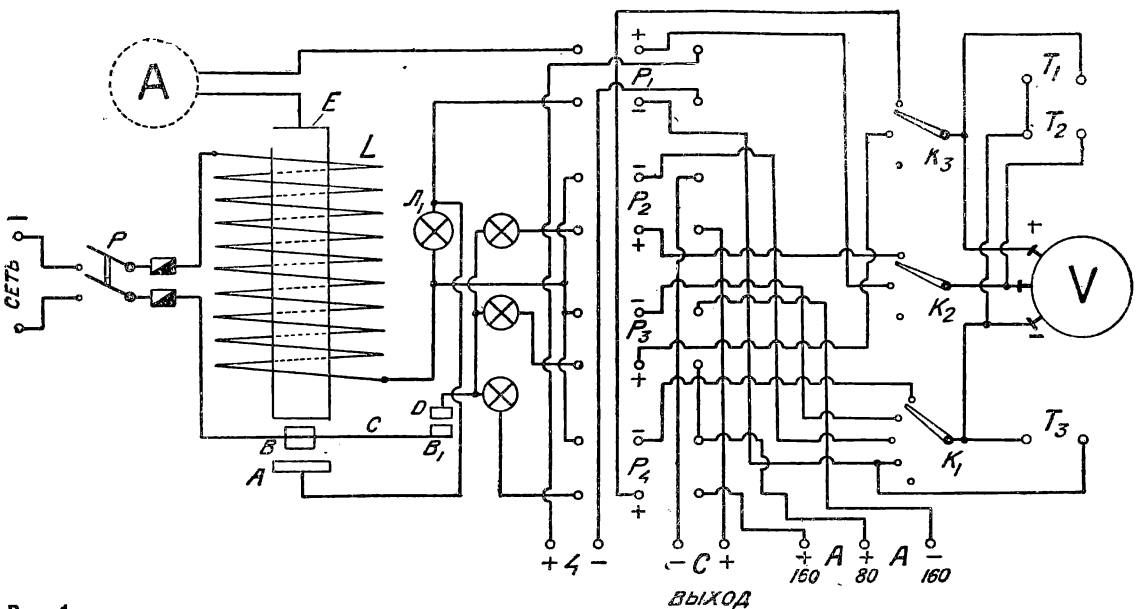 +
A
P₁
T₁
E
−
T₂
L
K₃
Л₁
−
P₂
−
P
+
+
СЕТЬ
V
−
K₂
P₃
−
+
D
C
−
T₃
B
B₁
K₁
A
P₄
+
+ 4 − − C + + A + A −
160 80 160
ВЫХОД